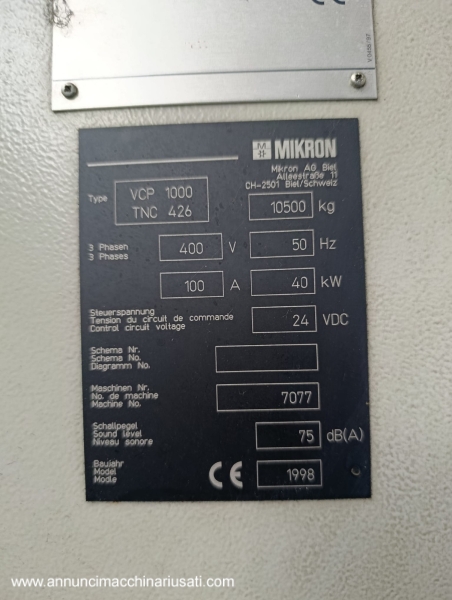 V0426/97
MIKRON
Mikron AG Biel
Alleestraße 11
CH-2501 Biel/Schweiz
Type VCP 1000
TNC 426
10500 kg
3 Phasen
3 Phases
400 V
50 Hz
100 A
40 kW
Steuerspannung
Tension du circuit de commande
Control circuit voltage
24 VDC
Schema Nr.
Schema No.
Diagramm No.
Maschinen Nr.
No. de machine
Machine No.
7077
Schallpegel
Sound level
Niveau sonore
75 dB(A)
Baujahr
Model
Modle
CE
1998
www.annuncimacchinariusati.com